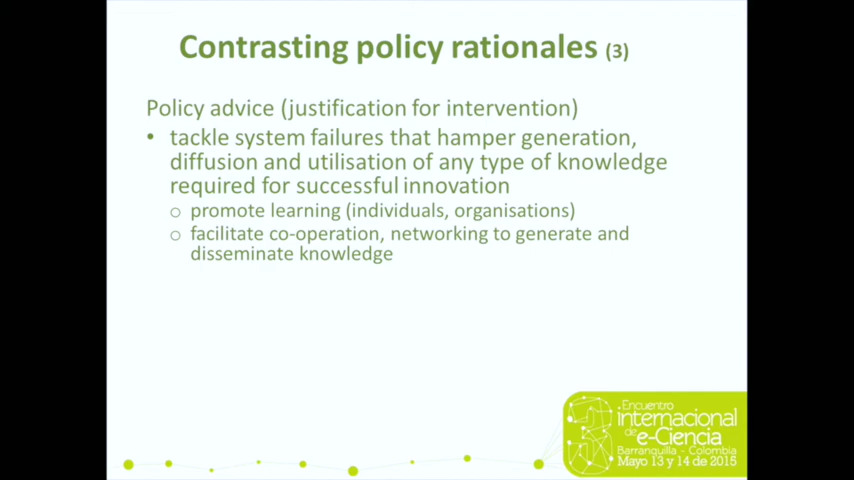 Contrasting policy rationales (3)
Policy advice (justification for intervention)
• tackle system failures that hamper generation,
diffusion and utilisation of any type of knowledge
required for successful innovation
o promote learning (individuals, organisations)
o facilitate co-operation, networking to generate and
disseminate knowledge
3
Encuentro
internacional
de e-Ciencia
Barranquilla - Colombia
Mayo 13 y 14 de 2015